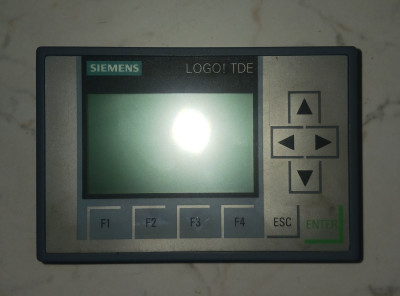 SIEMENS LOGO! TDE
F1 F2 F3 F4 ESC ENTER